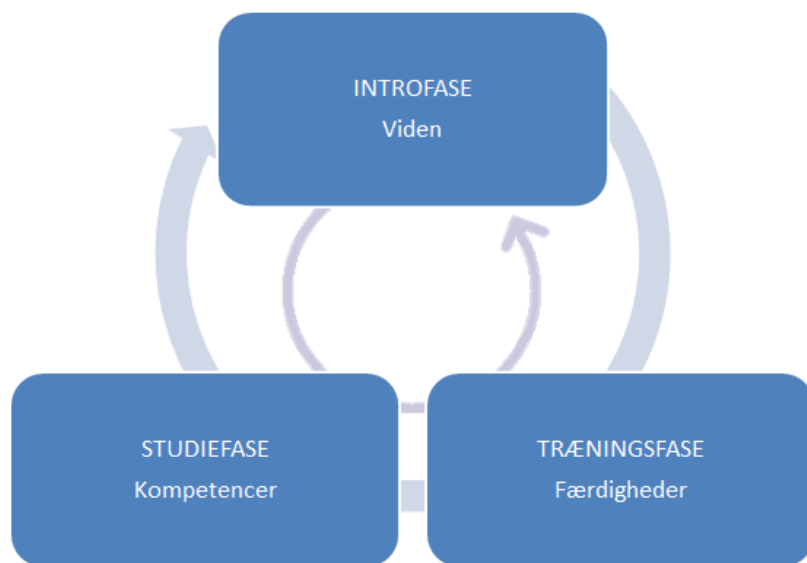 INTROFASE
Viden
STUDIEFASE
Kompetencer
TRÆNINGSFASE
Færdigheder